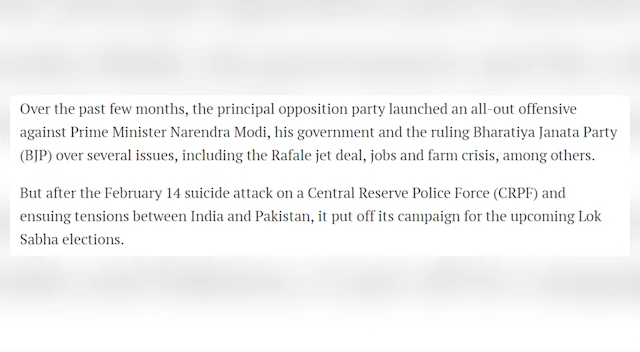 Over the past few months, the principal opposition party launched an all-out offensive
against Prime Minister Narendra Modi, his government and the ruling Bharatiya Janata Party
(BJP) over several issues, including the Rafale jet deal, jobs and farm crisis, among others.
But after the February 14 suicide attack on a Central Reserve Police Force (CRPF) and
ensuing tensions between India and Pakistan, it put off its campaign for the upcoming Lok
Sabha elections.